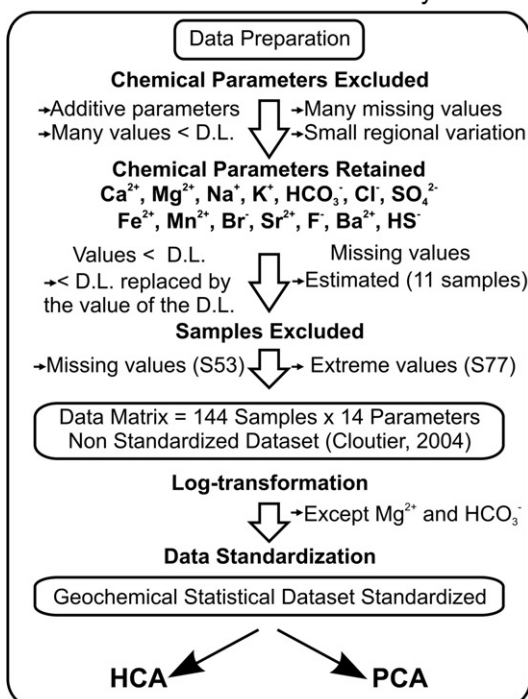 Data Preparation
Chemical Parameters Excluded
→Additive parameters →Many missing values
→Many values < D.L. →Small regional variation
Chemical Parameters Retained
Ca²⁺, Mg²⁺, Na⁺, K⁺, HCO₃⁻, Cl⁻, SO₄²⁻
Fe²⁺, Mn²⁺, Br⁻, Sr²⁺, F⁻, Ba²⁺, HS⁻
Values < D.L. Missing values
→< D.L. replaced by →Estimated (11 samples)
the value of the D.L.
Samples Excluded
→Missing values (S53) → Extreme values (S77)
Data Matrix = 144 Samples x 14 Parameters
Non Standardized Dataset (Cloutier, 2004)
Log-transformation
→Except Mg²⁺ and HCO₃⁻
Data Standardization
Geochemical Statistical Dataset Standardized
HCA PCA